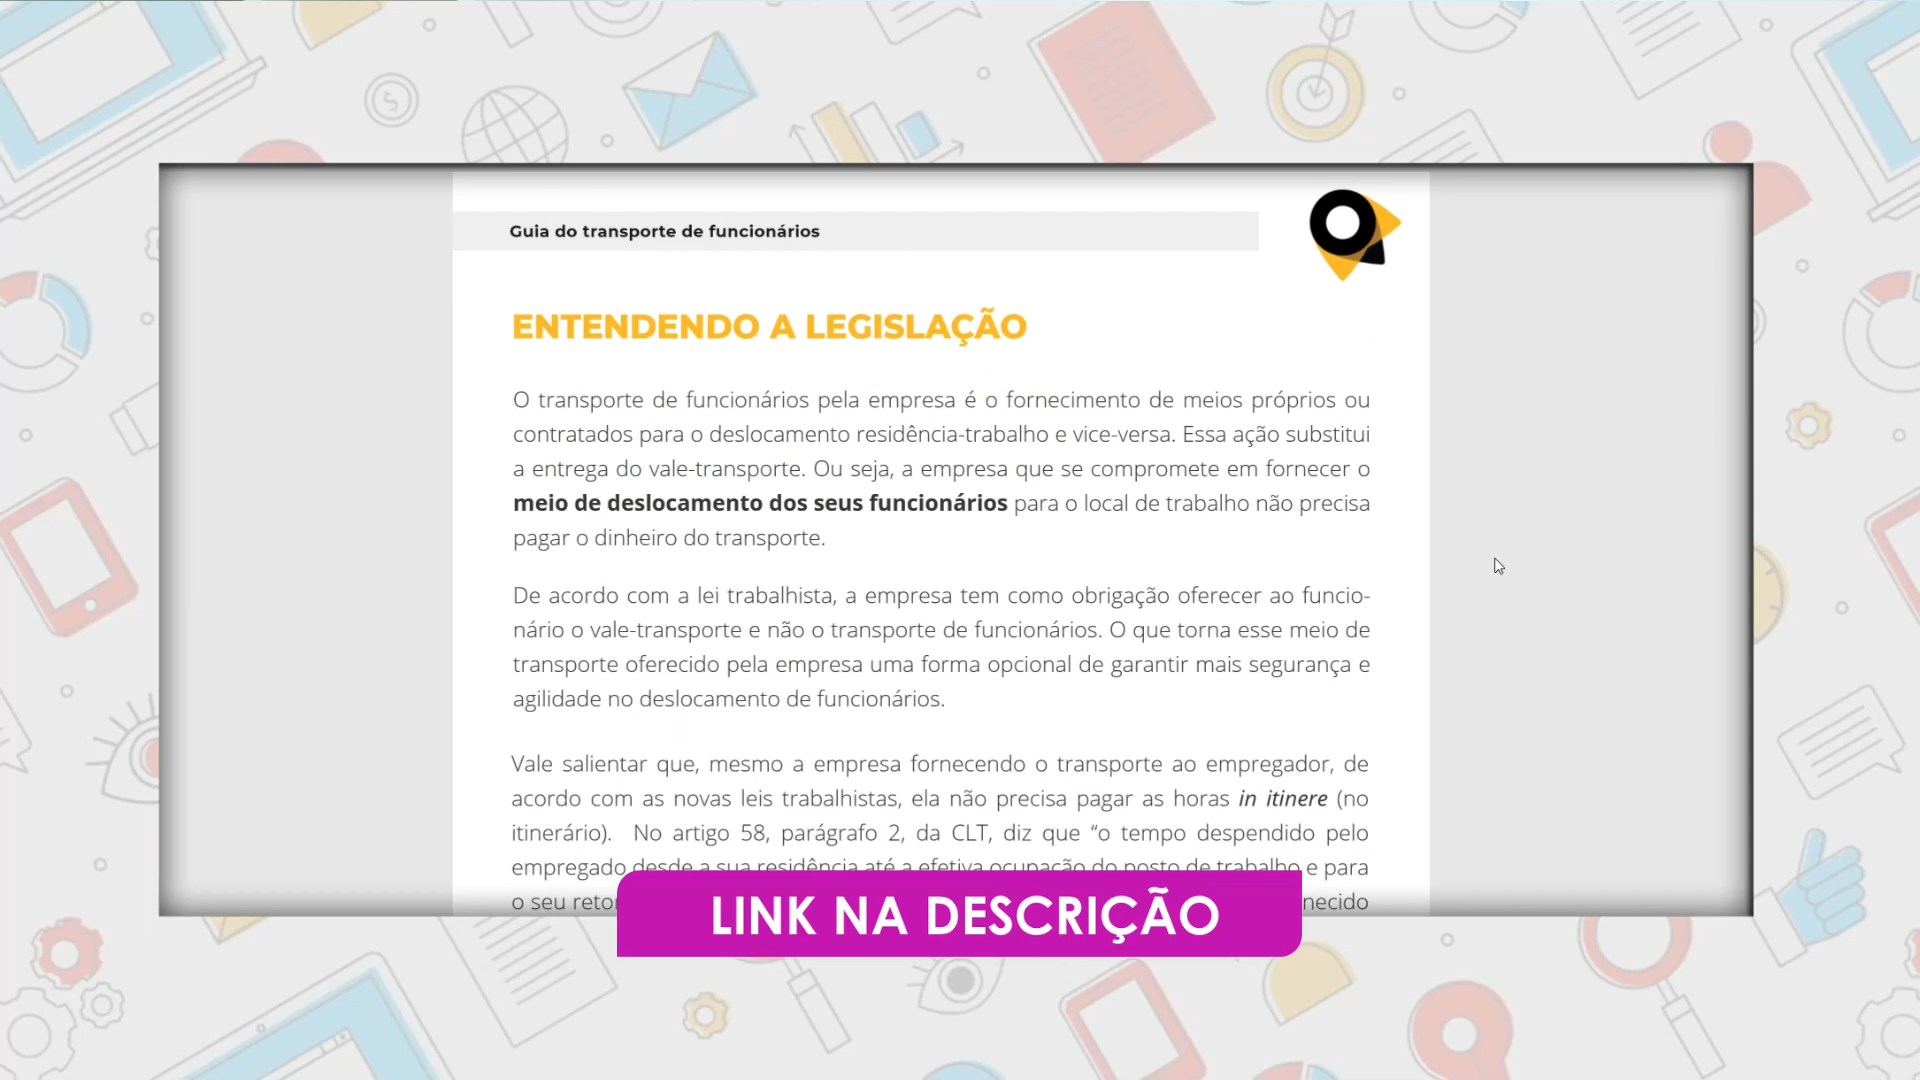 Guia do transporte de funcionários
ENTENDENDO A LEGISLAÇÃO
O transporte de funcionários pela empresa é o fornecimento de meios próprios ou
contratados para o deslocamento residência-trabalho e vice-versa. Essa ação substitui
a entrega do vale-transporte. Ou seja, a empresa que se compromete em fornecer o
meio de deslocamento dos seus funcionários para o local de trabalho não precisa
pagar o dinheiro do transporte.
De acordo com a lei trabalhista, a empresa tem como obrigação oferecer ao funcio-
nário o vale-transporte e não o transporte de funcionários. O que torna esse meio de
transporte oferecido pela empresa uma forma opcional de garantir mais segurança e
agilidade no deslocamento de funcionários.
Vale salientar que, mesmo a empresa fornecendo o transporte ao empregador, de
acordo com as novas leis trabalhistas, ela não precisa pagar as horas in itinere (no
itinerário). No artigo 58, parágrafo 2, da CLT, diz que “o tempo despendido pelo
empregado desde a sua residência até a efetiva ocupação do posto de trabalho e para
o seu
LINK NA DESCRIÇÃO